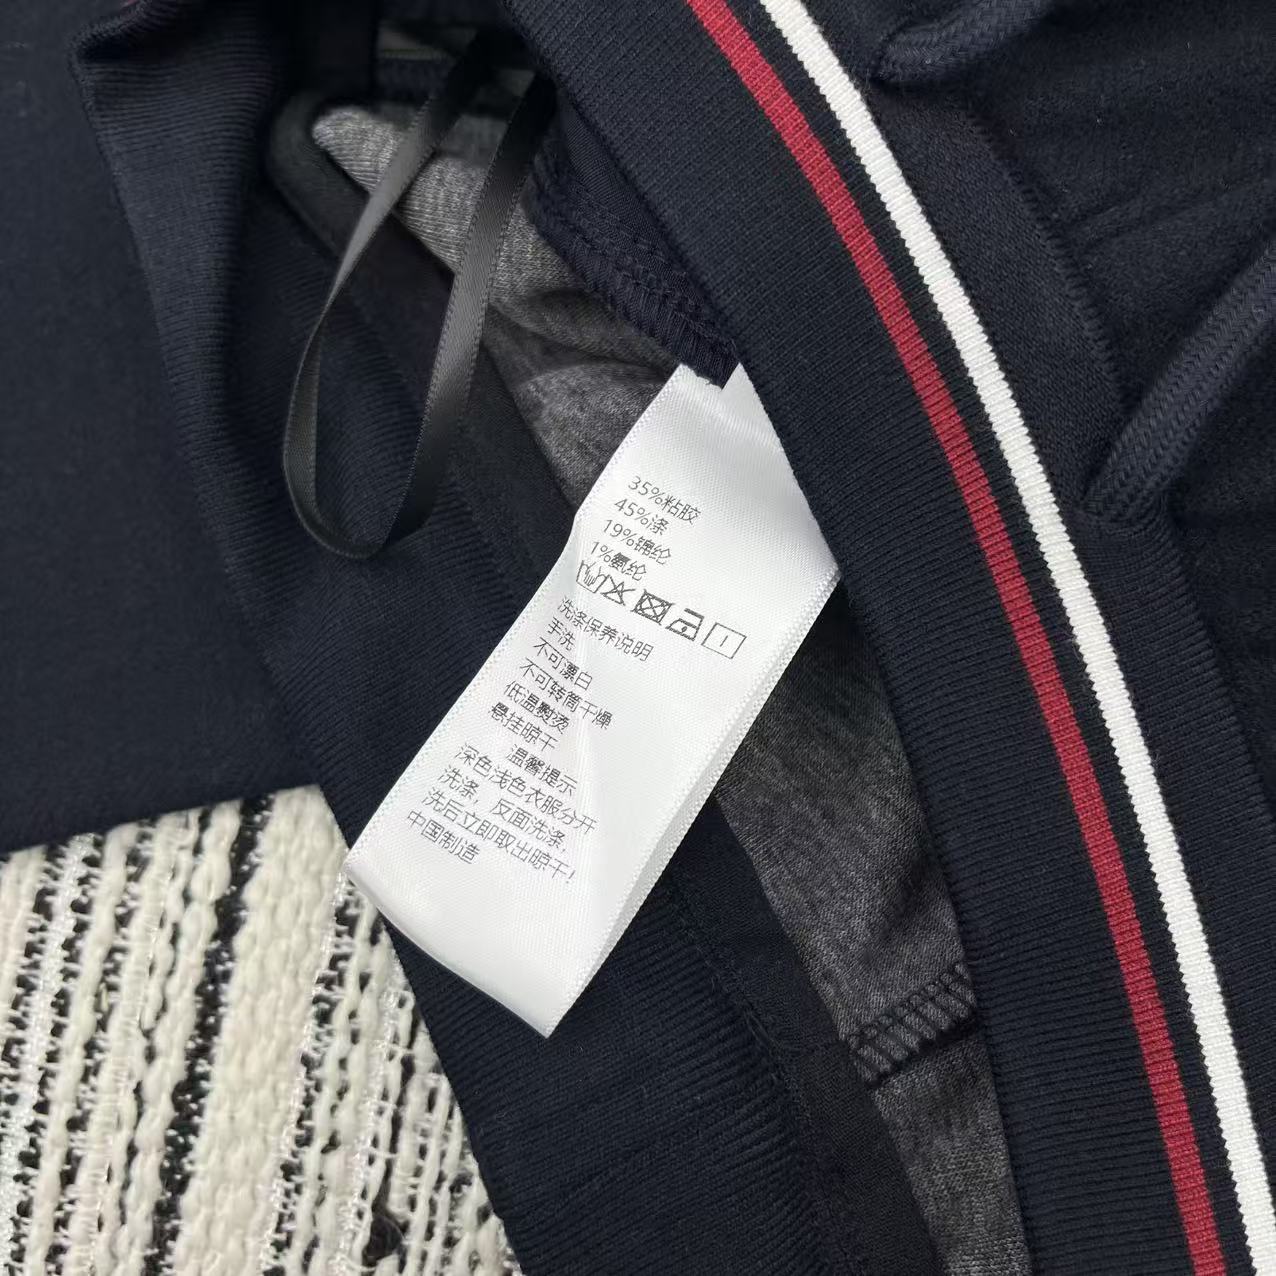 35%粘胶
45%涤
19%锦纶
1%氨纶
洗涤保养说明
手洗
不可漂白
不可转筒干燥
低温熨烫
悬挂晾干
温馨提示
深色浅色衣服分开
洗涤，反面洗涤，
洗后立即取出晾干！
中国制造